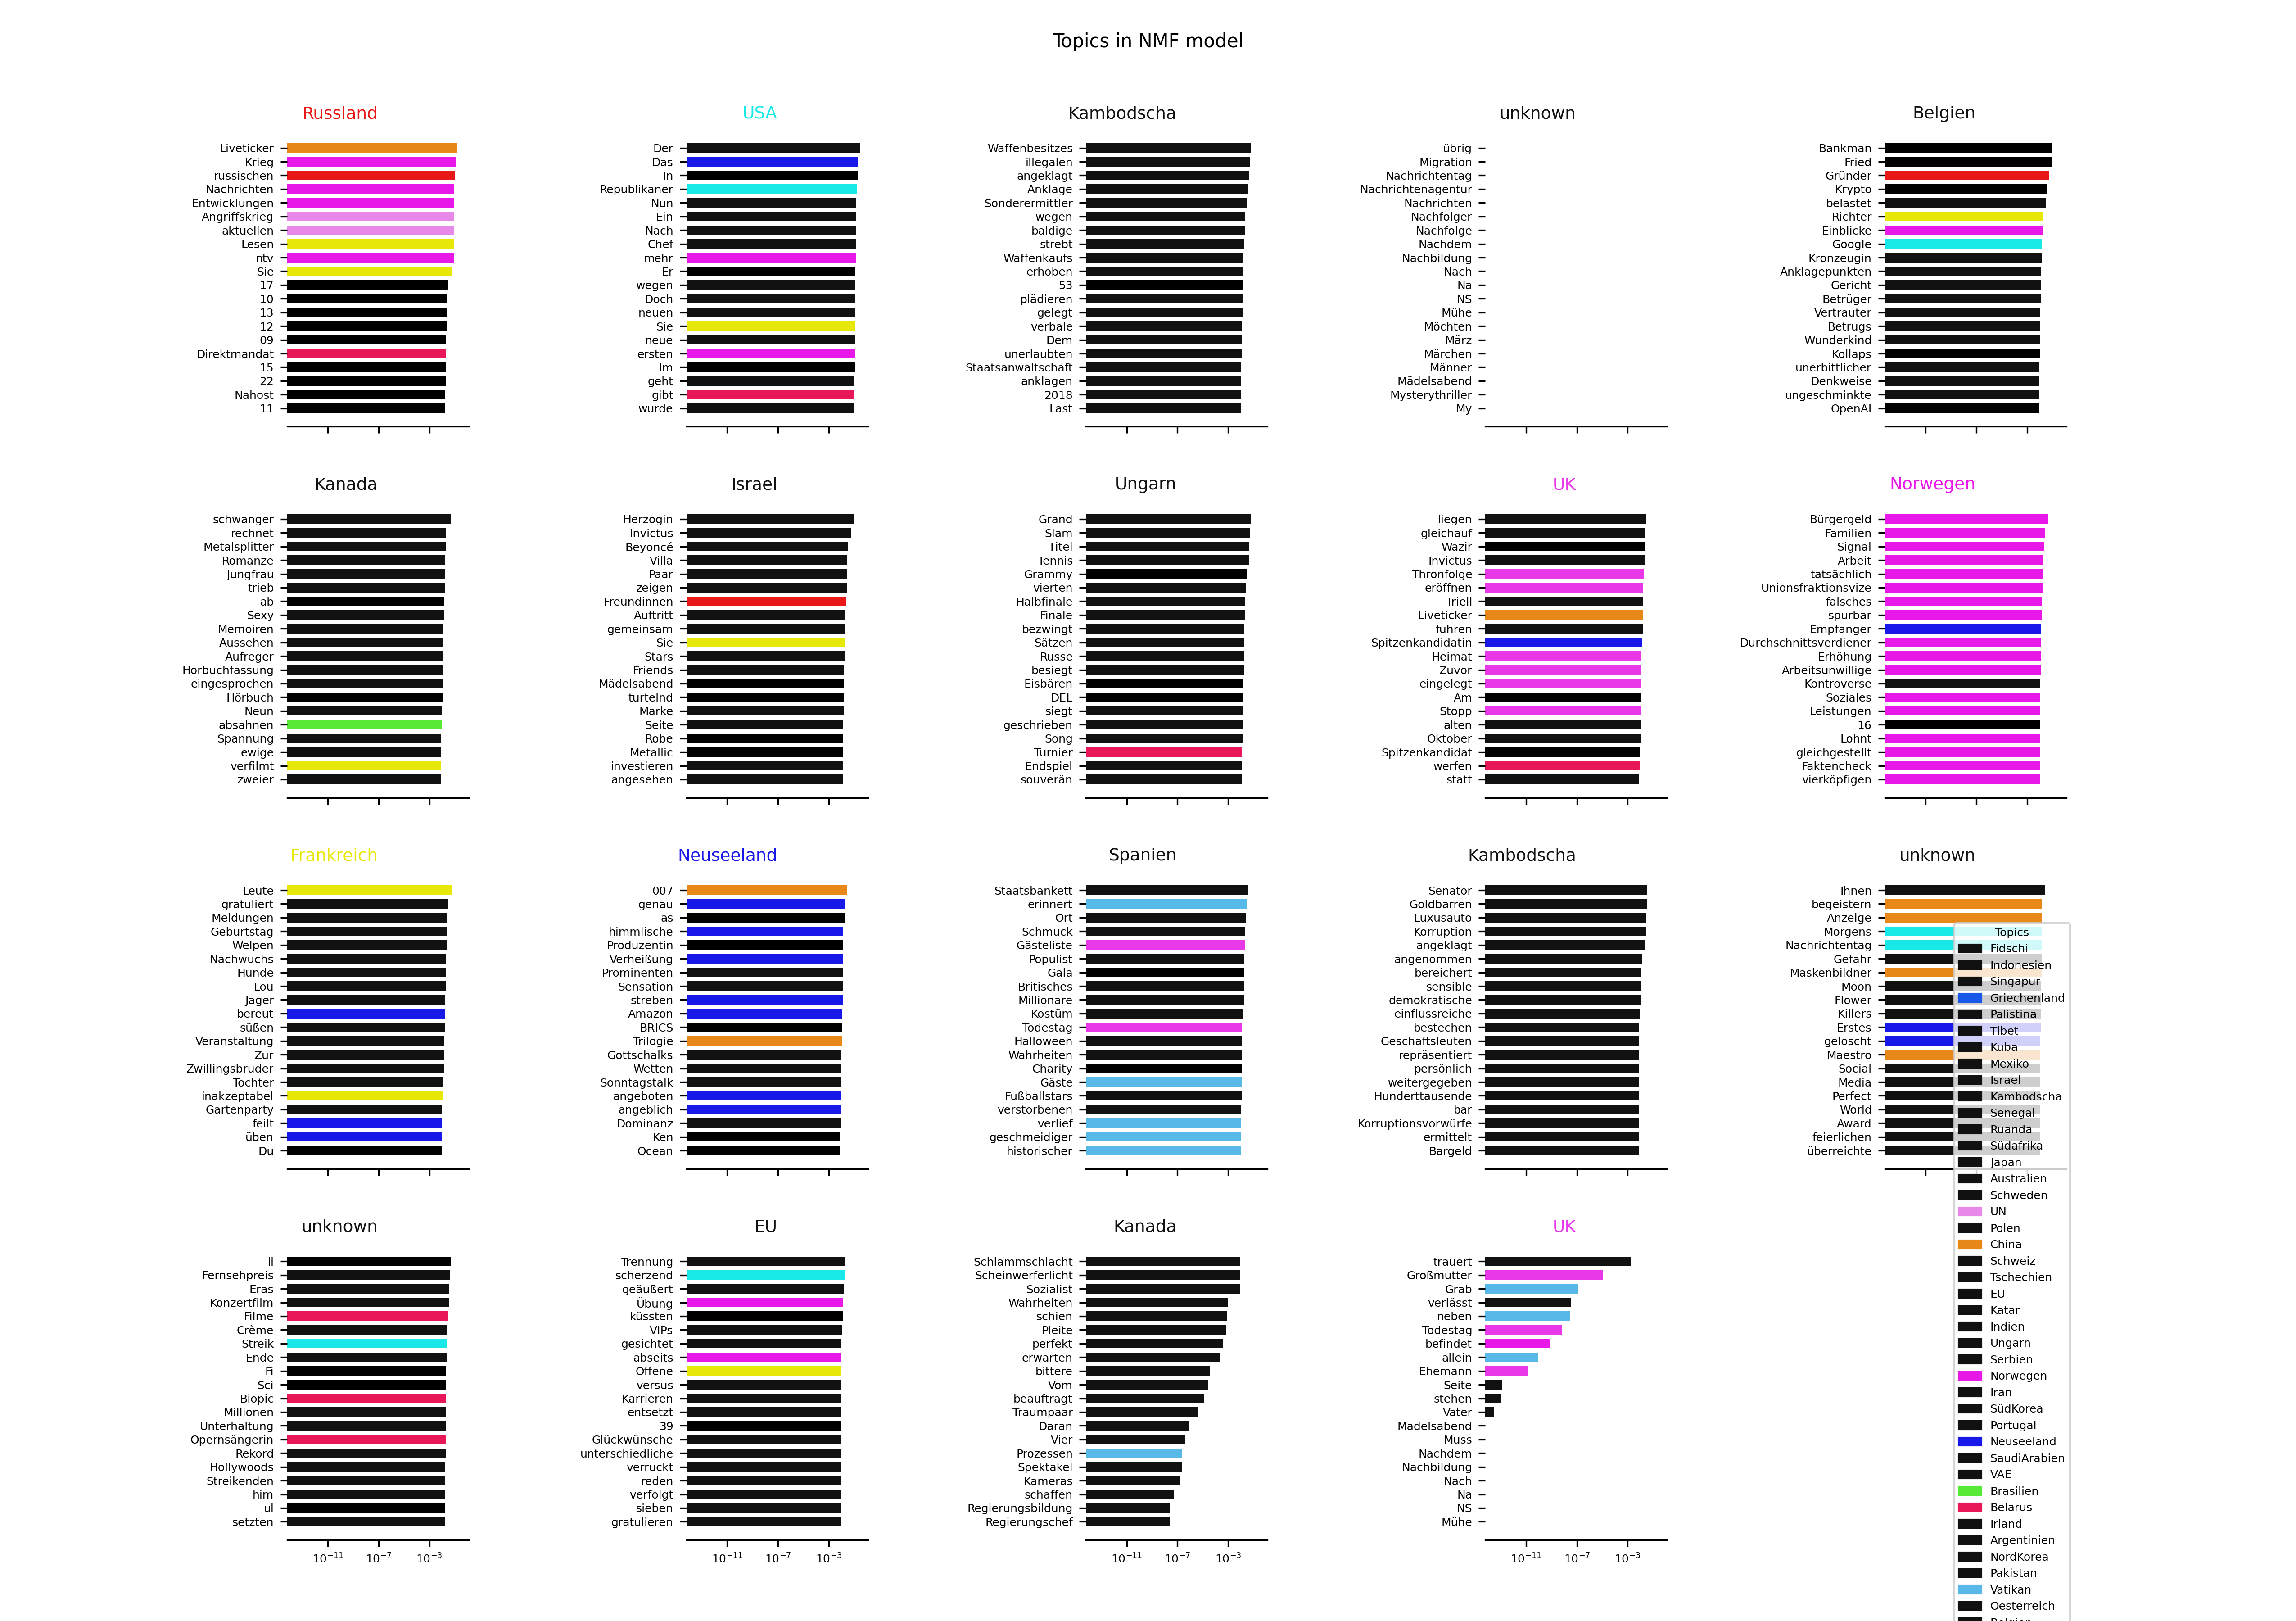 Topics in NMF model
Russland
Liveticker
Krieg
russischen
Nachrichten
Entwicklungen
Angriffskrieg
aktuellen
Lesen
ntv
Sie
17
10
13
12
09
Direktmandat
15
22
Nahost
11
USA
Der
Das
In
Republikaner
Nun
Ein
Nach
Chef
mehr
Er
wegen
Doch
neuen
Sie
neue
ersten
Im
geht
gibt
wurde
Kambodscha
Waffenbesitzes
illegalen
angeklagt
Anklage
Sonderermittler
wegen
baldige
strebt
Waffenkaufs
erhoben
53
plädieren
gelegt
verbale
Dem
unerlaubten
Staatsanwaltschaft
anklagen
2018
Last
unknown
übrig
Migration
Nachrichtentag
Nachrichtenagentur
Nachrichten
Nachfolger
Nachfolge
Nachdem
Nachbildung
Nach
Na
NS
Mühe
Möchten
März
Märchen
Männer
Mädelsabend
Mysterythriller
My
Belgien
Bankman
Fried
Gründer
Krypto
belastet
Richter
Einblicke
Google
Kronzeugin
Anklagepunkten
Gericht
Betrüger
Vertrauter
Betrugs
Wunderkind
Kollaps
unerbittlicher
Denkweise
ungeschminkte
OpenAI
Kanada
schwanger
rechnet
Metalsplitter
Romanze
Jungfrau
trieb
ab
Sexy
Memoiren
Aussehen
Aufreger
Hörbuchfassung
eingesprochen
Hörbuch
Neun
absahnen
Spannung
ewige
verfilmt
zweier
Israel
Herzogin
Invictus
Beyoncé
Villa
Paar
zeigen
Freundinnen
Auftritt
gemeinsam
Sie
Stars
Friends
Mädelsabend
turtelnd
Marke
Seite
Robe
Metallic
investieren
angesehen
Ungarn
Grand
Slam
Titel
Tennis
Grammy
vierten
Halbfinale
Finale
bezwingt
Sätzen
Russe
besiegt
Eisbären
DEL
siegt
geschrieben
Song
Turnier
Endspiel
souverän
UK
liegen
gleichauf
Wazir
Invictus
Thronfolge
eröffnen
Triell
Liveticker
führen
Spitzenkandidatin
Heimat
Zuvor
eingelegt
Am
Stopp
alten
Oktober
Spitzenkandidat
werfen
statt
Norwegen
Bürgergeld
Familien
Signal
Arbeit
tatsächlich
Unionsfraktionsvize
falsches
spürbar
Empfänger
Durchschnittsverdiener
Erhöhung
Arbeitsunwillige
Kontroverse
Soziales
Leistungen
16
Lohnt
gleichgestellt
Faktencheck
vierköpfigen
Frankreich
Leute
gratuliert
Meldungen
Geburtstag
Welpen
Nachwuchs
Hunde
Lou
Jäger
bereut
süßen
Veranstaltung
Zur
Zwillingsbruder
Tochter
inakzeptabel
Gartenparty
feilt
üben
Du
Neuseeland
007
genau
as
himmlische
Produzentin
Verheißung
Prominenten
Sensation
streben
Amazon
BRICS
Trilogie
Gottschalks
Wetten
Sonntagstalk
angeboten
angeblich
Dominanz
Ken
Ocean
Spanien
Staatsbankett
erinnert
Ort
Schmuck
Gästeliste
Populist
Gala
Britisches
Millionäre
Kostüm
Todestag
Halloween
Wahrheiten
Charity
Gäste
Fußballstars
verstorbenen
verlief
geschmeidiger
historischer
Kambodscha
Senator
Goldbarren
Luxusauto
Korruption
angeklagt
angenommen
bereichert
sensible
demokratische
einflussreiche
bestechen
Geschäftsleuten
repräsentiert
persönlich
weitergegeben
Hunderttausende
bar
Korruptionsvorwürfe
ermittelt
Bargeld
unknown
Ihnen
begeistern
Anzeige
Morgens
Nachrichtentag
Gefahr
Maskenbildner
Moon
Flower
Killers
Erstes
gelöscht
Maestro
Social
Media
Perfect
World
Award
feierlichen
überreichte
unknown
li
Fernsehpreis
Eras
Konzertfilm
Filme
Crème
Streik
Ende
Fi
Sci
Biopic
Millionen
Unterhaltung
Opernsängerin
Rekord
Hollywoods
Streikenden
him
ul
setzten
10⁻¹¹ 10⁻⁷ 10⁻³
EU
Trennung
scherzend
geäußert
Übung
küssten
VIPs
gesichtet
abseits
Offene
versus
Karrieren
entsetzt
39
Glückwünsche
unterschiedliche
verrückt
reden
verfolgt
sieben
gratulieren
10⁻¹¹ 10⁻⁷ 10⁻³
Kanada
Schlammschlacht
Scheinwerferlicht
Sozialist
Wahrheiten
schien
Pleite
perfekt
erwarten
bittere
Vom
beauftragt
Traumpaar
Daran
Vier
Prozessen
Spektakel
Kameras
schaffen
Regierungsbildung
Regierungschef
10⁻¹¹ 10⁻⁷ 10⁻³
UK
trauert
Großmutter
Grab
verlässt
neben
Todestag
befindet
allein
Ehemann
Seite
stehen
Vater
Mädelsabend
Muss
Nachdem
Nachbildung
Nach
Na
NS
Mühe
10⁻¹¹ 10⁻⁷ 10⁻³
Topics
Fidschi
Indonesien
Singapur
Griechenland
Palistina
Tibet
Kuba
Mexiko
Israel
Kambodscha
Senegal
Ruanda
Südafrika
Japan
Australien
Schweden
UN
Polen
China
Schweiz
Tschechien
EU
Katar
Indien
Ungarn
Serbien
Norwegen
Iran
SüdKorea
Portugal
Neuseeland
SaudiArabien
VAE
Brasilien
Belarus
Irland
Argentinien
NordKorea
Pakistan
Vatikan
Oesterreich